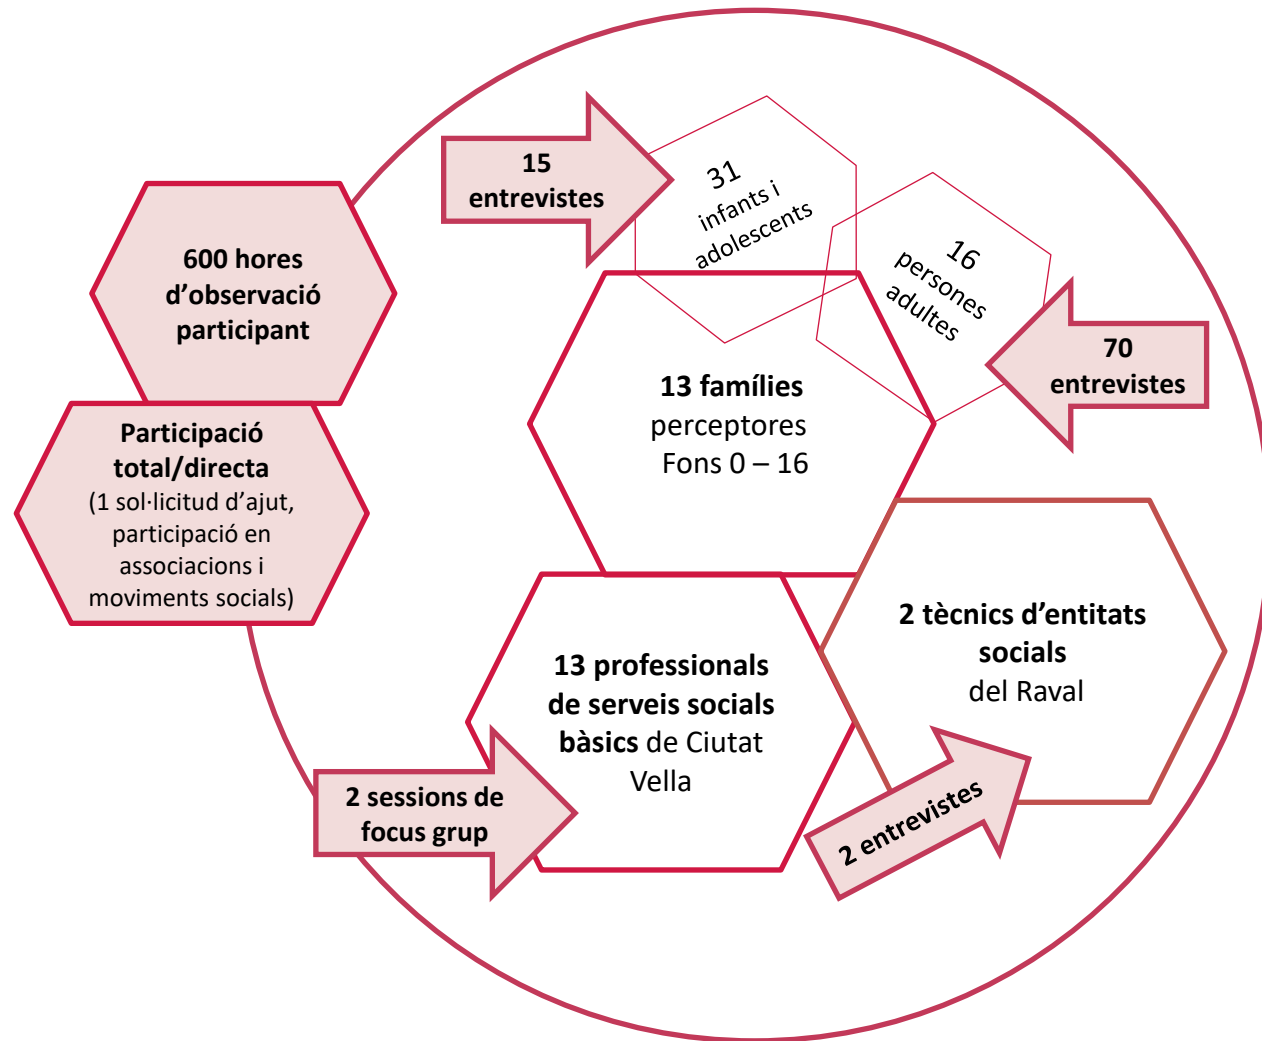 15
entrevistes
31
infants i
adolescents
16
persones
adultes
70
entrevistes
600 hores
d’observació
participant
Participació
total/directa
(1 sol·licitud d’ajut,
participació en
associacions i
moviments socials)
13 famílies
perceptores
Fons 0 – 16
2 tècnics d’entitats
socials
del Raval
13 professionals
de serveis socials
bàsics de Ciutat
Vella
2 sessions de
focus grup
2 entrevistes